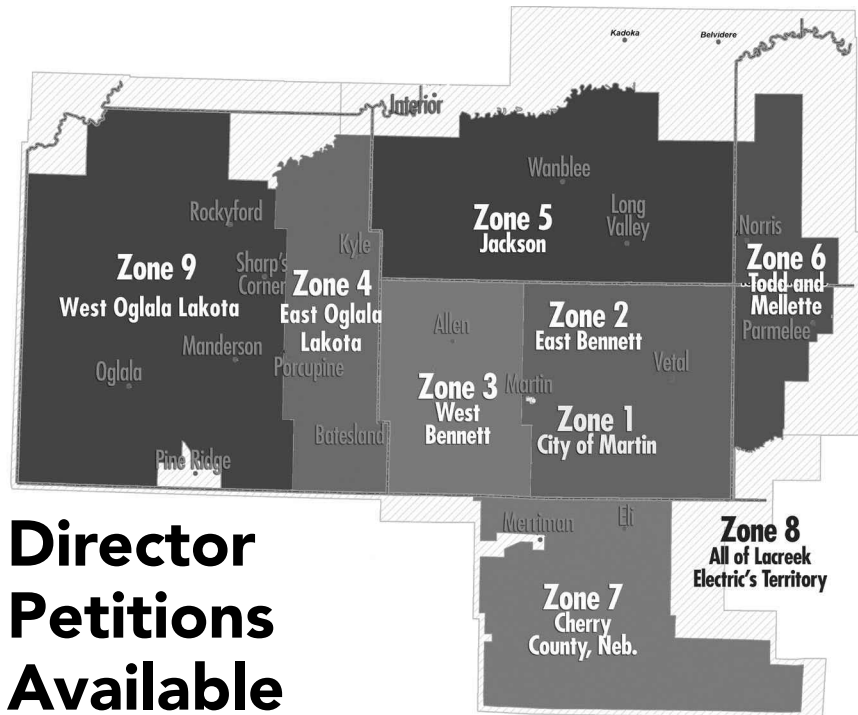 Kadoka
Belvidere
Interior
Wanblee
Long
Valley
Zone 5
Jackson
Norris
Zone 6
Todd and
Mellette
Parmelee
Rockyford
Zone 9
West Oglala Lakota
Sharp's
Corner
Kyle
Zone 4
East Oglala
Lakota
Manderson
Oglala
Porcupine
Batesland
Pine Ridge
Allen
Zone 3
West
Bennett
Zone 2
East Bennett
Vetal
Martin
Zone 1
City of Martin
Merriman
Eli
Zone 8
All of Lacreek
Electric's Territory
Zone 7
Cherry
County, Neb.
Director
Petitions
Available